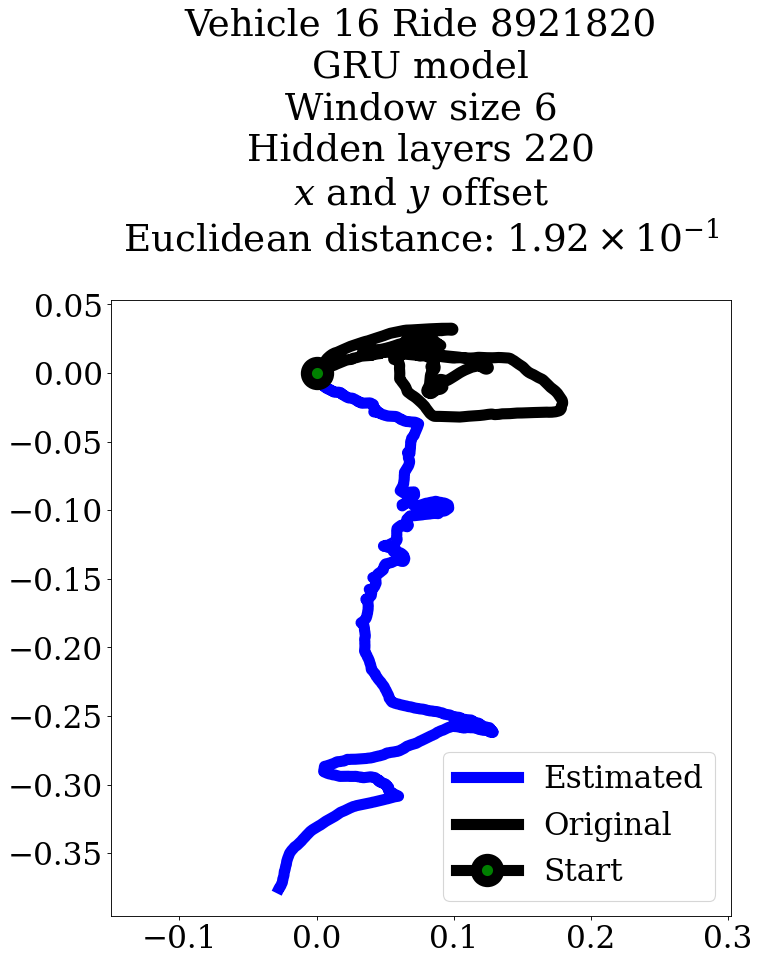 Vehicle 16 Ride 8921820
GRU model
Window size 6
Hidden layers 220
x and y offset
Euclidean distance: 1.92 × 10⁻¹
0.05
0.00
−0.05
−0.10
−0.15
−0.20
−0.25
−0.30
−0.35
Estimated
Original
Start
−0.1 0.0 0.1 0.2 0.3